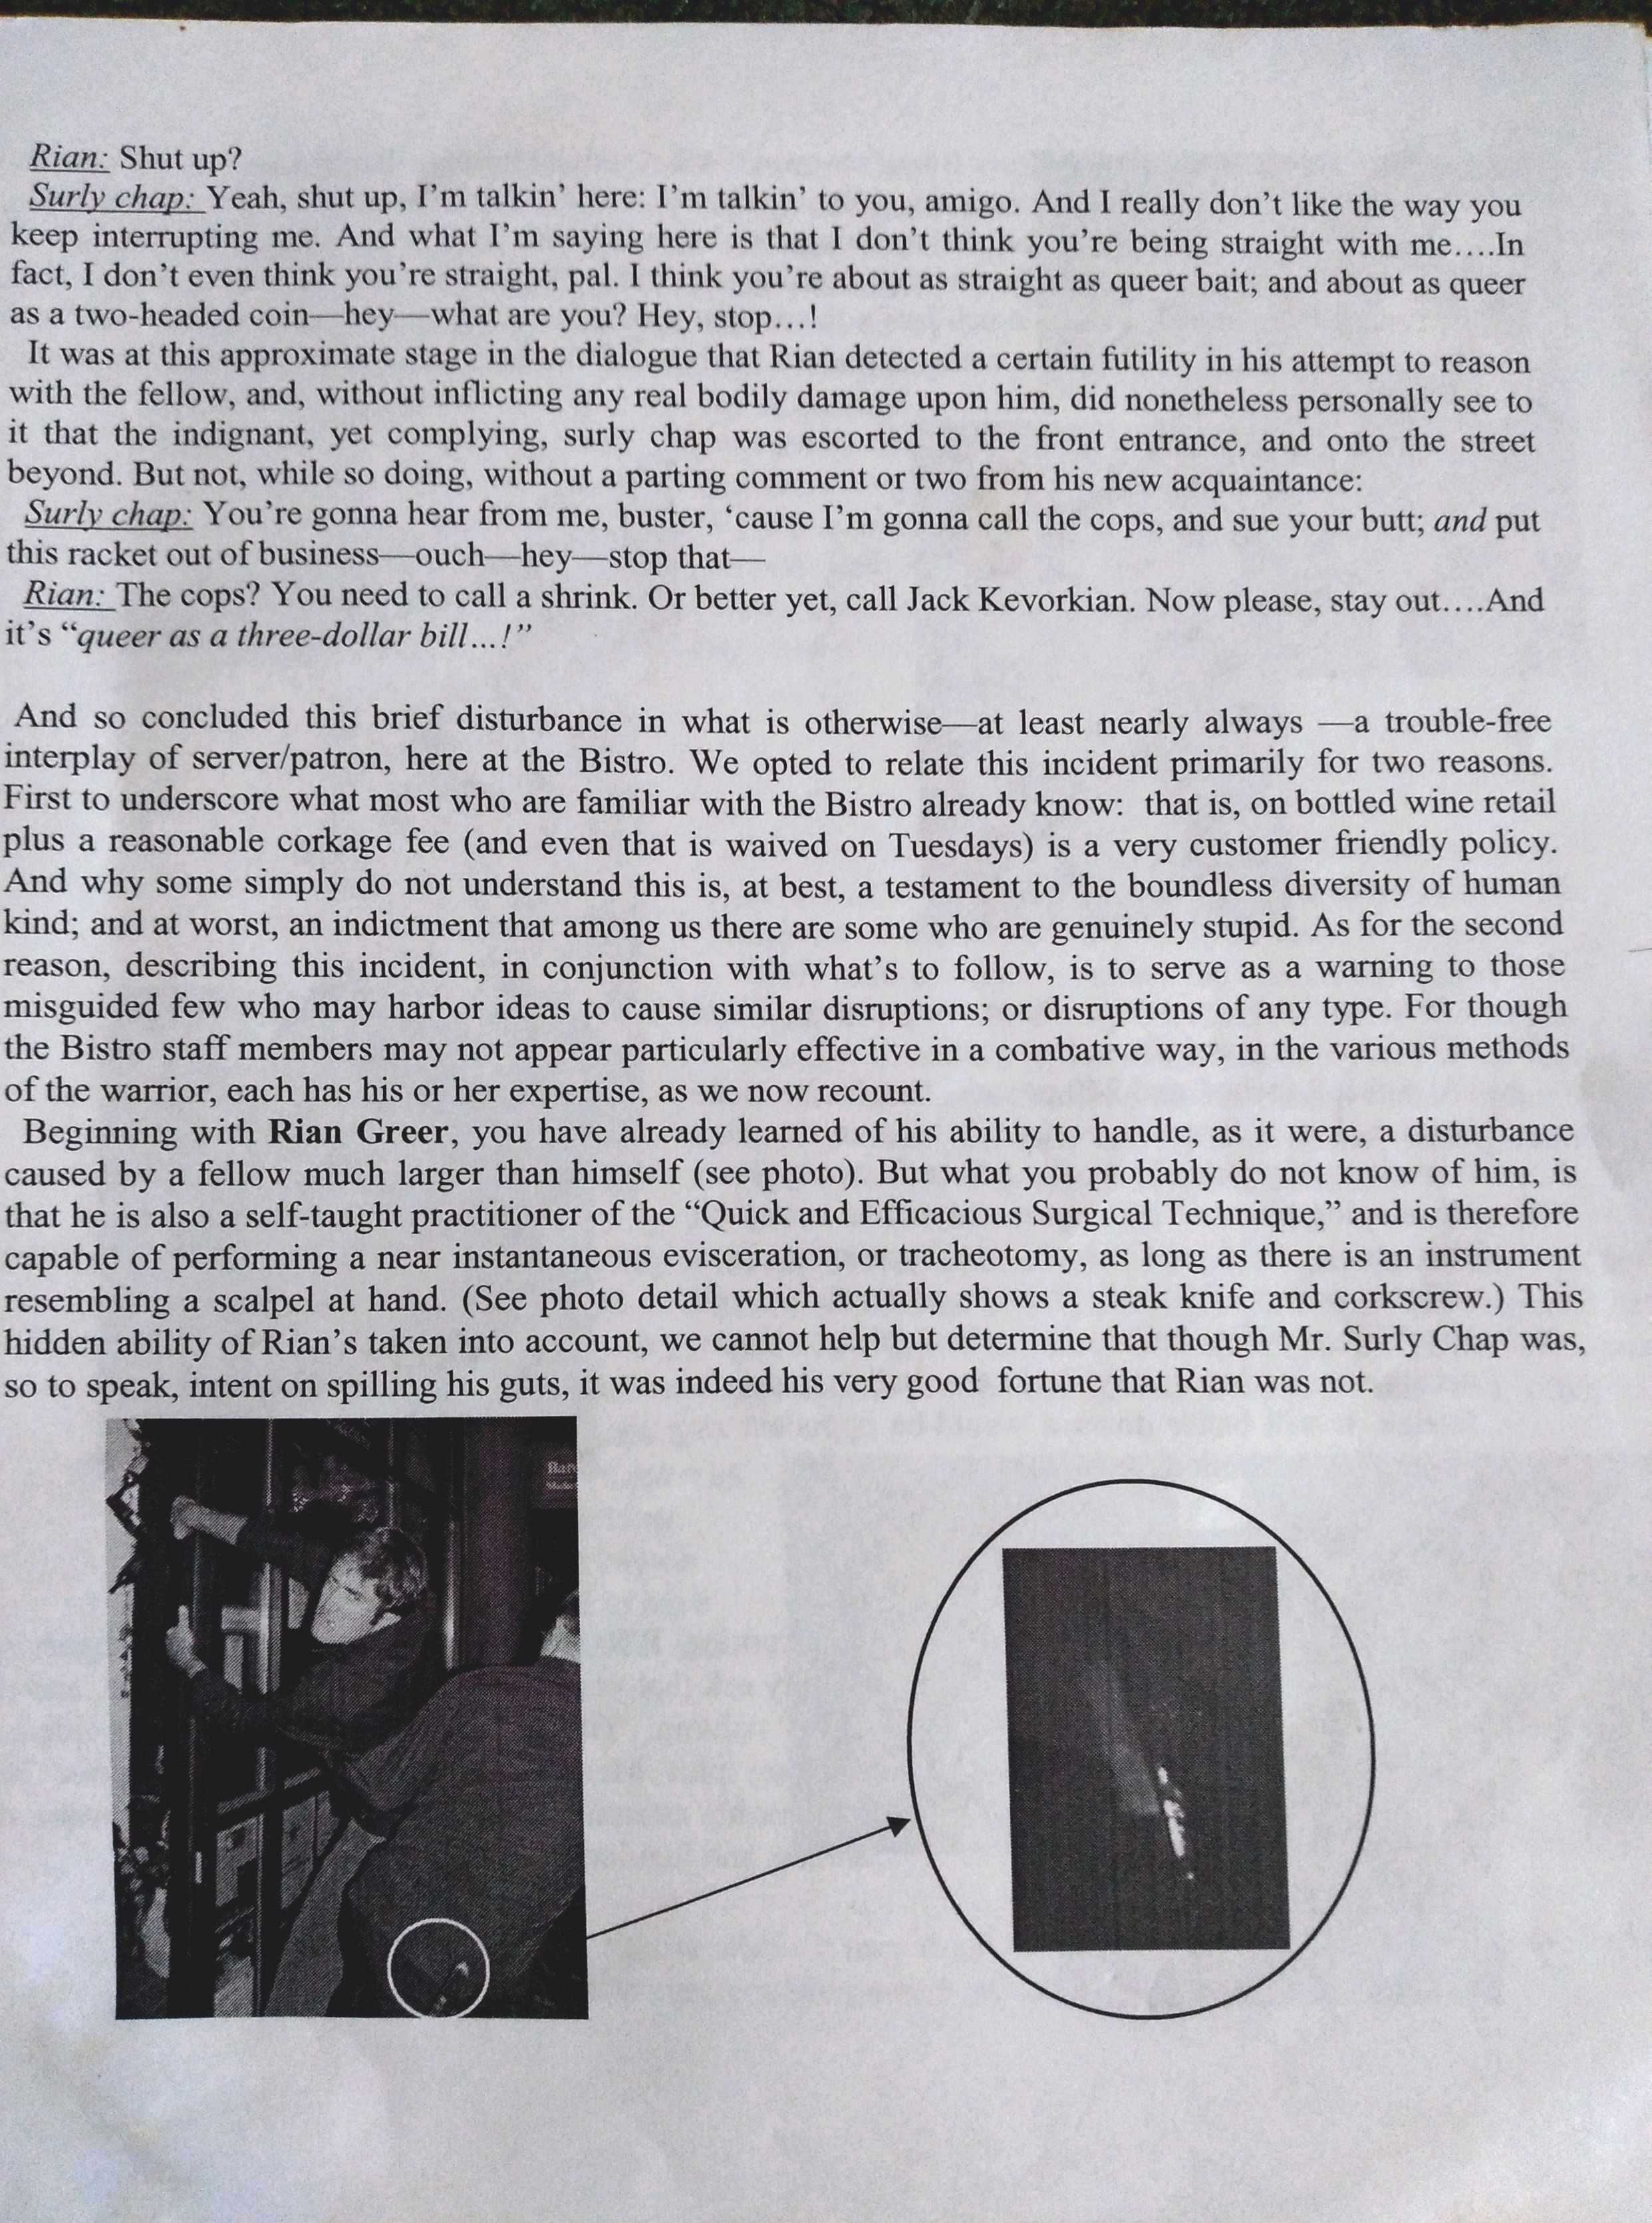 Rian: Shut up?
Surly chap: Yeah, shut up, I’m talkin’ here: I’m talkin’ to you, amigo. And I really don’t like the way you
keep interrupting me. And what I’m saying here is that I don’t think you’re being straight with me….In
fact, I don’t even think you’re straight, pal. I think you’re about as straight as queer bait; and about as queer
as a two-headed coin—hey—what are you? Hey, stop…!
It was at this approximate stage in the dialogue that Rian detected a certain futility in his attempt to reason
with the fellow, and, without inflicting any real bodily damage upon him, did nonetheless personally see to
it that the indignant, yet complying, surly chap was escorted to the front entrance, and onto the street
beyond. But not, while so doing, without a parting comment or two from his new acquaintance:
Surly chap: You’re gonna hear from me, buster, ‘cause I’m gonna call the cops, and sue your butt; and put
this racket out of business—ouch—hey—stop that—
Rian: The cops? You need to call a shrink. Or better yet, call Jack Kevorkian. Now please, stay out….And
it’s “queer as a three-dollar bill…!”
And so concluded this brief disturbance in what is otherwise—at least nearly always —a trouble-free
interplay of server/patron, here at the Bistro. We opted to relate this incident primarily for two reasons.
First to underscore what most who are familiar with the Bistro already know: that is, on bottled wine retail
plus a reasonable corkage fee (and even that is waived on Tuesdays) is a very customer friendly policy.
And why some simply do not understand this is, at best, a testament to the boundless diversity of human
kind; and at worst, an indictment that among us there are some who are genuinely stupid. As for the second
reason, describing this incident, in conjunction with what’s to follow, is to serve as a warning to those
misguided few who may harbor ideas to cause similar disruptions; or disruptions of any type. For though
the Bistro staff members may not appear particularly effective in a combative way, in the various methods
of the warrior, each has his or her expertise, as we now recount.
Beginning with Rian Greer, you have already learned of his ability to handle, as it were, a disturbance
caused by a fellow much larger than himself (see photo). But what you probably do not know of him, is
that he is also a self-taught practitioner of the “Quick and Efficacious Surgical Technique,” and is therefore
capable of performing a near instantaneous evisceration, or tracheotomy, as long as there is an instrument
resembling a scalpel at hand. (See photo detail which actually shows a steak knife and corkscrew.) This
hidden ability of Rian’s taken into account, we cannot help but determine that though Mr. Surly Chap was,
so to speak, intent on spilling his guts, it was indeed his very good fortune that Rian was not.